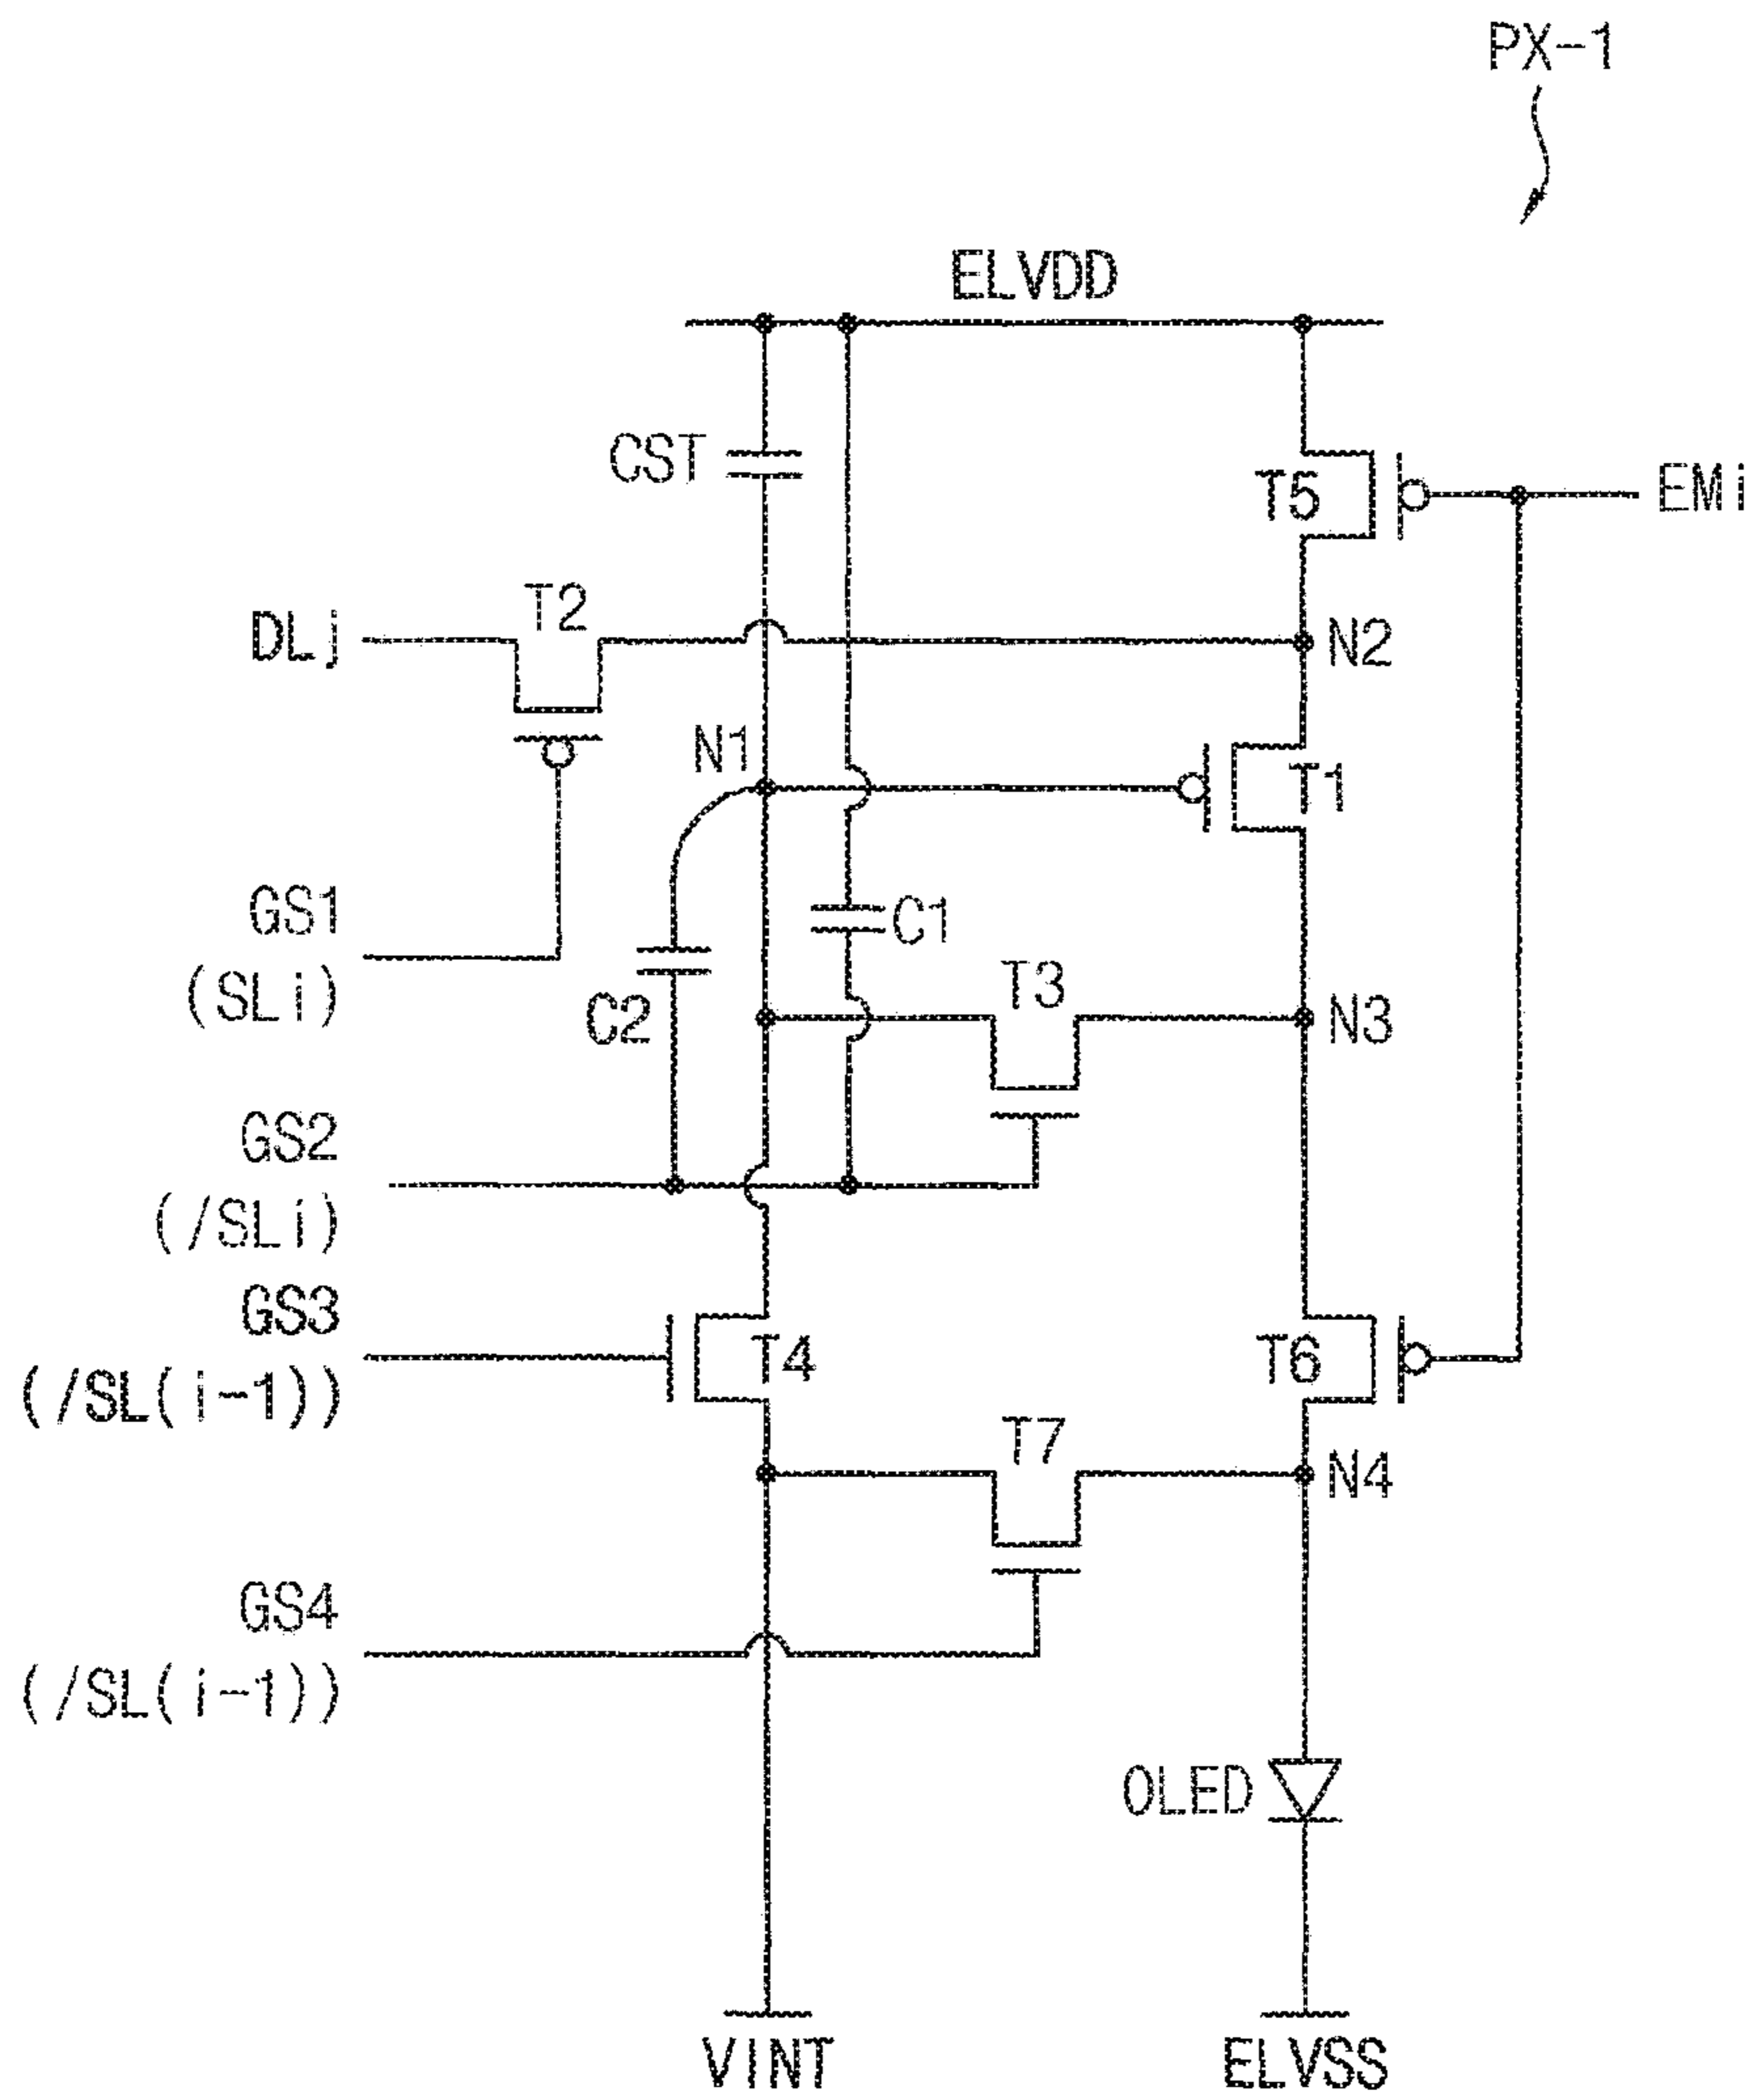 PX-1
ELVDD
CST
T5
EMi
T2
DLj
N2
N1
T1
GS1
(SLi)
C1
C2
T3
N3
GS2
(/SLi)
GS3
(/SL(i-1))
T4
T6
T7
N4
GS4
(/SL(i-1))
OLED
VINT
ELVSS